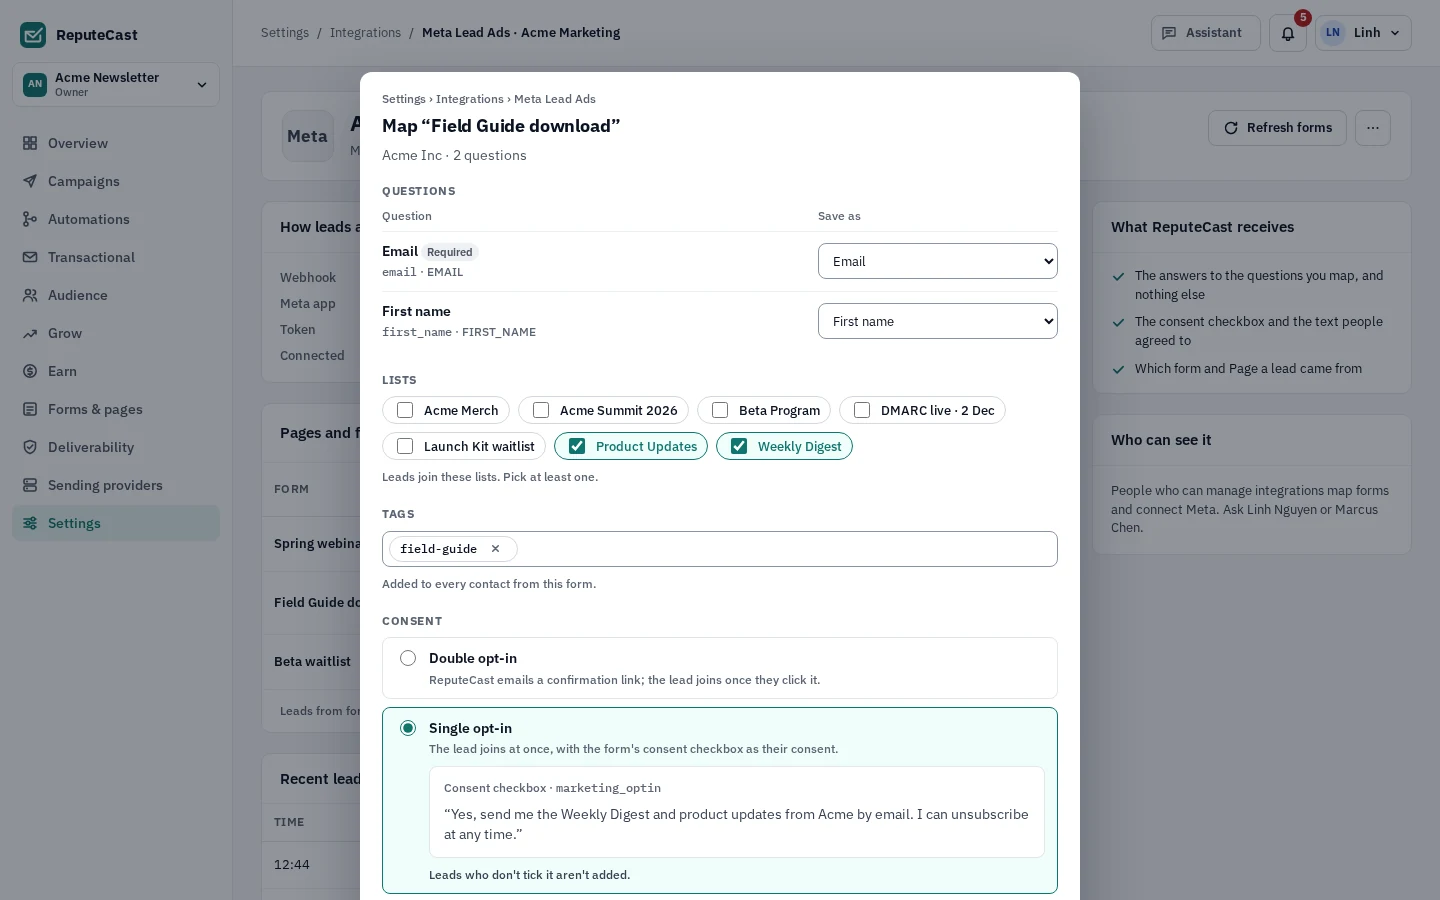 ReputeCast
AN
Acme Newsletter
Owner
Overview
Campaigns
Automations
Transactional
Audience
Grow
Earn
Forms & pages
Deliverability
Sending providers
Settings
Settings / Integrations / Meta Lead Ads · Acme Marketing
Assistant
5
LN
Linh
Meta
Refresh forms
How leads a
Webhook
Meta app
Token
Connected
Pages and f
FORM
Spring webina
Field Guide do
Beta waitlist
Leads from for
Recent lead
TIME
12:44
Settings › Integrations › Meta Lead Ads
Map “Field Guide download”
Acme Inc · 2 questions
QUESTIONS
Question
Save as
Email Required
email · EMAIL
Email
First name
first_name · FIRST_NAME
First name
LISTS
Acme Merch
Acme Summit 2026
Beta Program
DMARC live · 2 Dec
Launch Kit waitlist
Product Updates
Weekly Digest
Leads join these lists. Pick at least one.
TAGS
field-guide ×
Added to every contact from this form.
CONSENT
Double opt-in
ReputeCast emails a confirmation link; the lead joins once they click it.
Single opt-in
The lead joins at once, with the form's consent checkbox as their consent.
Consent checkbox · marketing_optin
“Yes, send me the Weekly Digest and product updates from Acme by email. I can unsubscribe
at any time.”
Leads who don't tick it aren't added.
What ReputeCast receives
The answers to the questions you map, and
nothing else
The consent checkbox and the text people
agreed to
Which form and Page a lead came from
Who can see it
People who can manage integrations map forms
and connect Meta. Ask Linh Nguyen or Marcus
Chen.